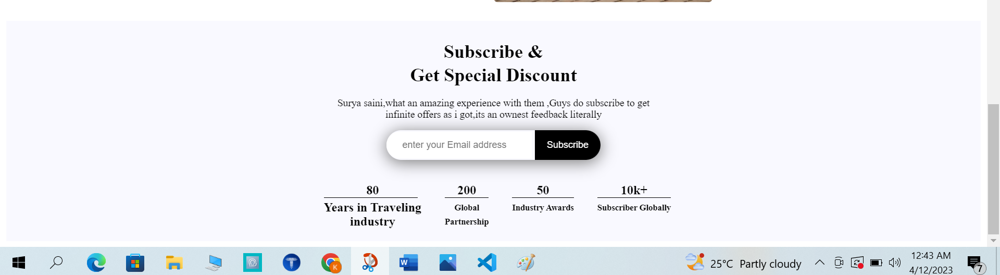 Subscribe &
Get Special Discount
Surya saini,what an amazing experience with them ,Guys do subscribe to get
infinite offers as i got,its an ownest feedback literally
enter your Email address
Subscribe
80
Years in Traveling
industry
200
Global
Partnership
50
Industry Awards
10k+
Subscriber Globally
T
K
W
25°C Partly cloudy
12:43 AM
4/12/2023
7